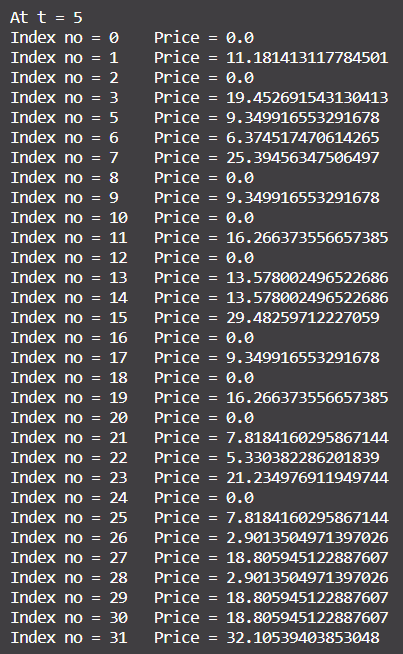 At t = 5
Index no = 0 Price = 0.0
Index no = 1 Price = 11.181413117784501
Index no = 2 Price = 0.0
Index no = 3 Price = 19.452691543130413
Index no = 5 Price = 9.349916553291678
Index no = 6 Price = 6.374517470614265
Index no = 7 Price = 25.39456347506497
Index no = 8 Price = 0.0
Index no = 9 Price = 9.349916553291678
Index no = 10 Price = 0.0
Index no = 11 Price = 16.266373556657385
Index no = 12 Price = 0.0
Index no = 13 Price = 13.578002496522686
Index no = 14 Price = 13.578002496522686
Index no = 15 Price = 29.48259712227059
Index no = 16 Price = 0.0
Index no = 17 Price = 9.349916553291678
Index no = 18 Price = 0.0
Index no = 19 Price = 16.266373556657385
Index no = 20 Price = 0.0
Index no = 21 Price = 7.8184160295867144
Index no = 22 Price = 5.330382286201839
Index no = 23 Price = 21.234976911949744
Index no = 24 Price = 0.0
Index no = 25 Price = 7.8184160295867144
Index no = 26 Price = 2.9013504971397026
Index no = 27 Price = 18.805945122887607
Index no = 28 Price = 2.9013504971397026
Index no = 29 Price = 18.805945122887607
Index no = 30 Price = 18.805945122887607
Index no = 31 Price = 32.10539403853048